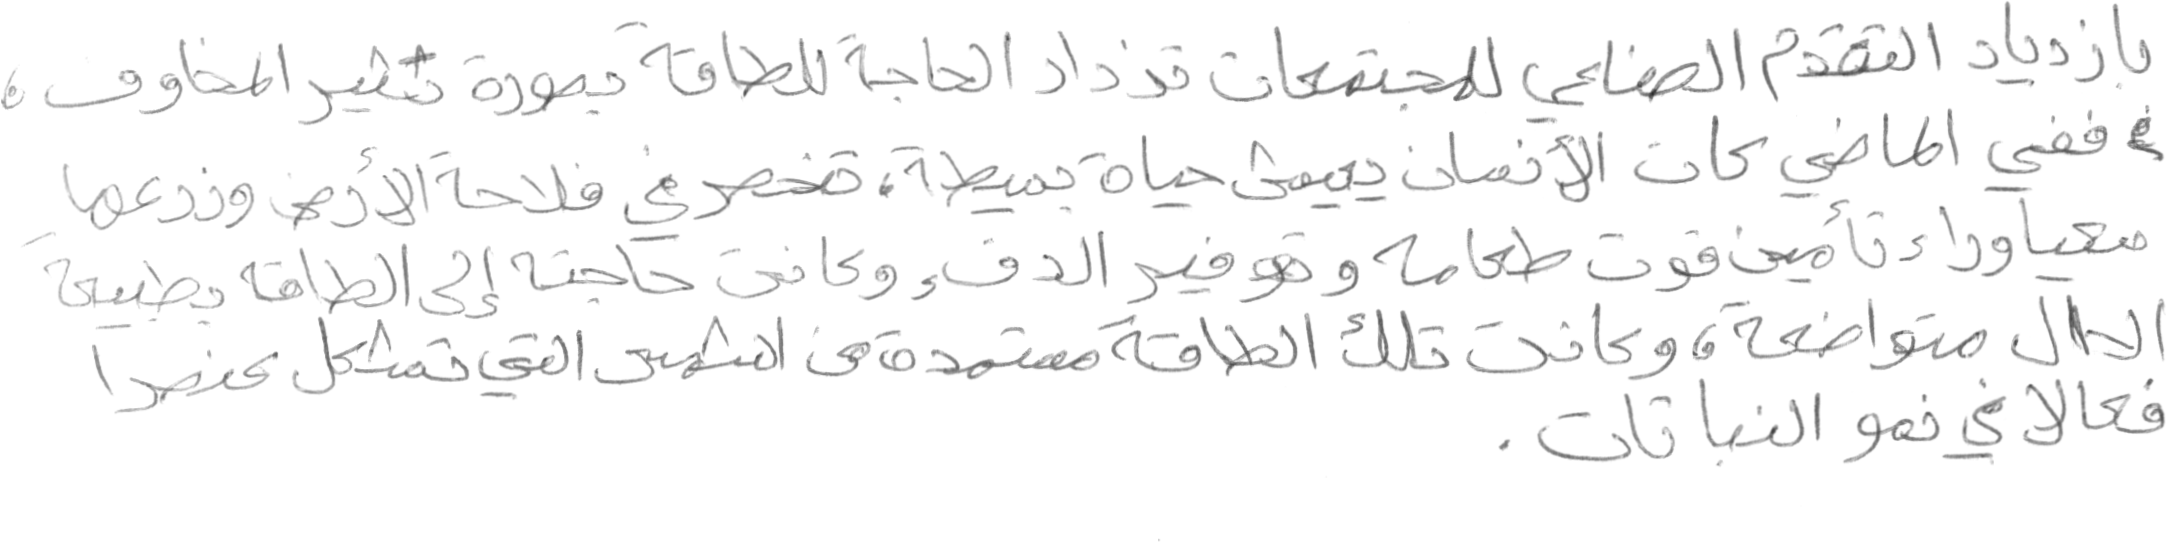 بازدياد التقدم الصناعي للمجتمعات تزداد الحاجة للطاقة بصورة تثير المخاوف،
ففي الماضي كان الأنسان يعيش حياة بسيطة، تنحصر في فلاحة الأرض وزرعها
سعيا وراء تأمين قوت طعامه وتوفير الدفء وكانت حاجته إلى الطاقة بطبيعة
الحال متواضعة، وكانت تلك الطاقة مستمدة من الشمس التي تشكل عنصرا
فعالا في نمو النباتات .